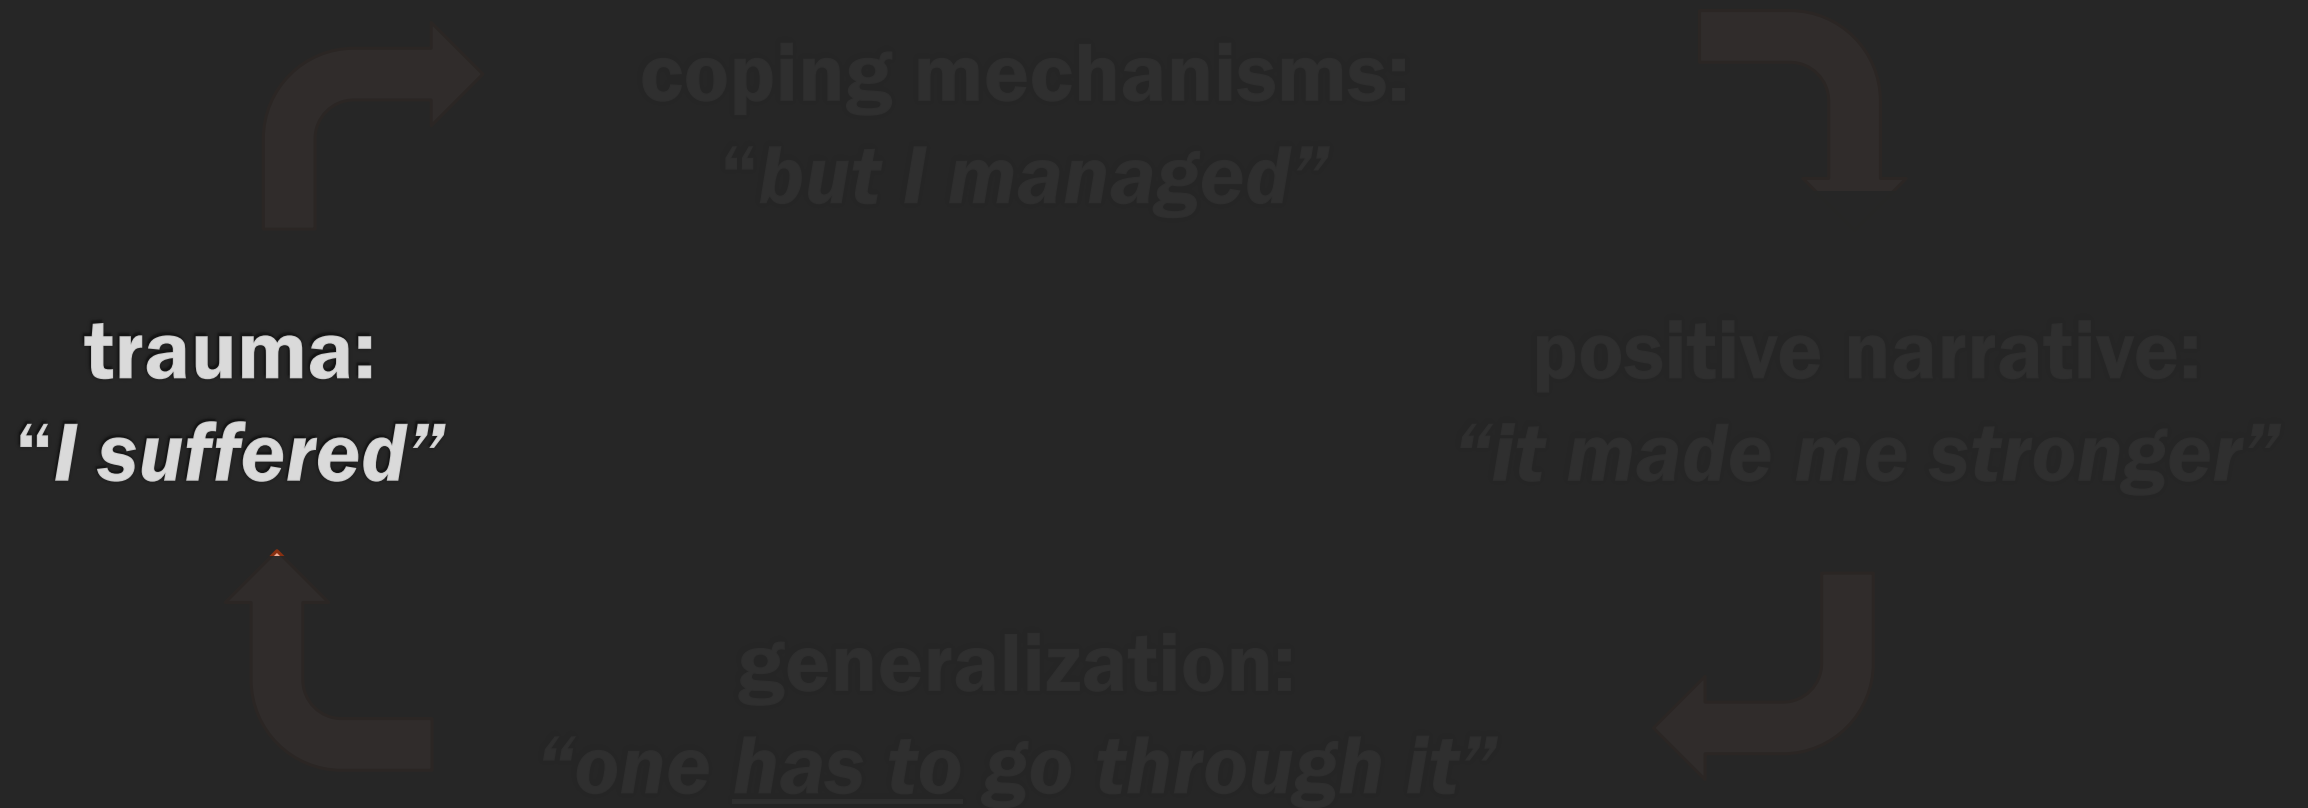 coping mechanisms:
“but I managed”
trauma:
“I suffered”
positive narrative:
“it made me stronger”
generalization:
“one has to go through it”